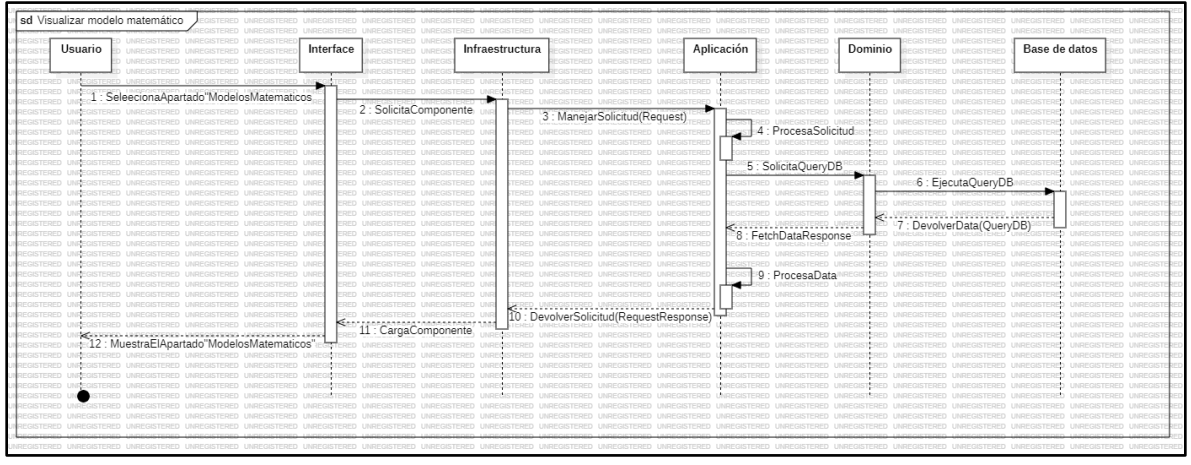 sd Visualizar modelo matemático
Usuario
Interface
Infraestructura
Aplicación
Dominio
Base de datos
1 : SeleecionaApartado"ModelosMatematicos
2 : SolicitaComponente
3 : ManejarSolicitud(Request)
4 : ProcesaSolicitud
5 : SolicitaQueryDB
6 : EjecutaQueryDB
7 : DevolverData(QueryDB)
8 : FetchDataResponse
9 : ProcesaData
10 : DevolverSolicitud(RequestResponse)
11 : CargaComponente
12 : MuestraElApartado"ModelosMatematicos"
UNREGISTERED